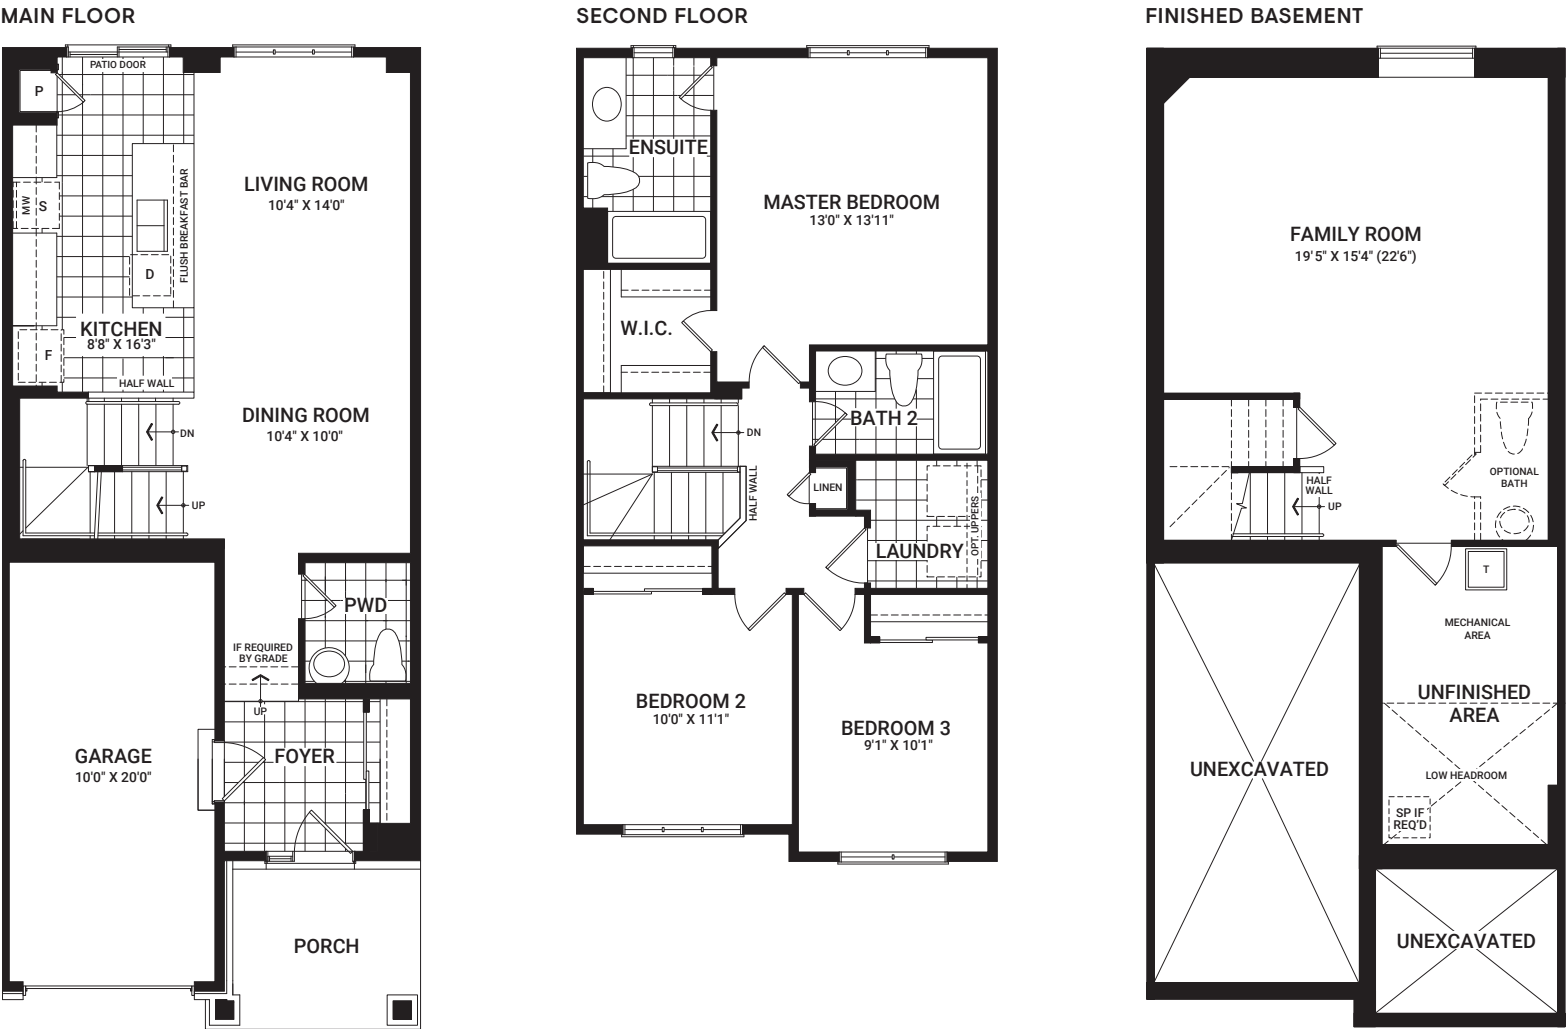 MAIN FLOOR
PATIO DOOR
P
MW
S
FLUSH BREAKFAST BAR
D
LIVING ROOM
10'4" X 14'0"
KITCHEN
8'8" X 16'3"
F
HALF WALL
DINING ROOM
10'4" X 10'0"
DN
UP
PWD
IF REQUIRED
BY GRADE
UP
FOYER
GARAGE
10'0" X 20'0"
PORCH
SECOND FLOOR
ENSUITE
MASTER BEDROOM
13'0" X 13'11"
W.I.C.
BATH 2
DN
HALF WALL
LINEN
OPT. UPPERS
LAUNDRY
BEDROOM 2
10'0" X 11'1"
BEDROOM 3
9'1" X 10'1"
FINISHED BASEMENT
FAMILY ROOM
19'5" X 15'4" (22'6")
OPTIONAL
BATH
HALF
WALL
UP
T
MECHANICAL
AREA
UNFINISHED
AREA
LOW HEADROOM
SP IF
REQ'D
UNEXCAVATED
UNEXCAVATED